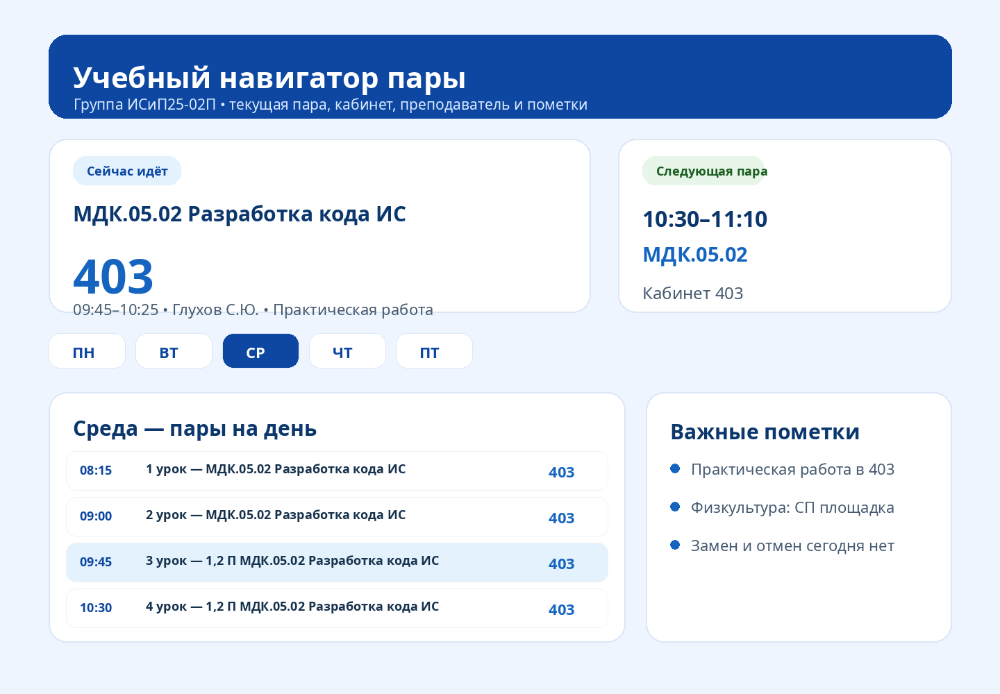 Учебный навигатор пары
Группа ИСиП25-02П • текущая пара, кабинет, преподаватель и пометки
Сейчас идёт
МДК.05.02 Разработка кода ИС
403
09:45–10:25 • Глухов С.Ю. • Практическая работа
Следующая пара
10:30–11:10
МДК.05.02
Кабинет 403
ПН ВТ СР ЧТ ПТ
Среда — пары на день
08:15 1 урок — МДК.05.02 Разработка кода ИС 403
09:00 2 урок — МДК.05.02 Разработка кода ИС 403
09:45 3 урок — 1,2 П МДК.05.02 Разработка кода ИС 403
10:30 4 урок — 1,2 П МДК.05.02 Разработка кода ИС 403
Важные пометки
Практическая работа в 403
Физкультура: СП площадка
Замен и отмен сегодня нет